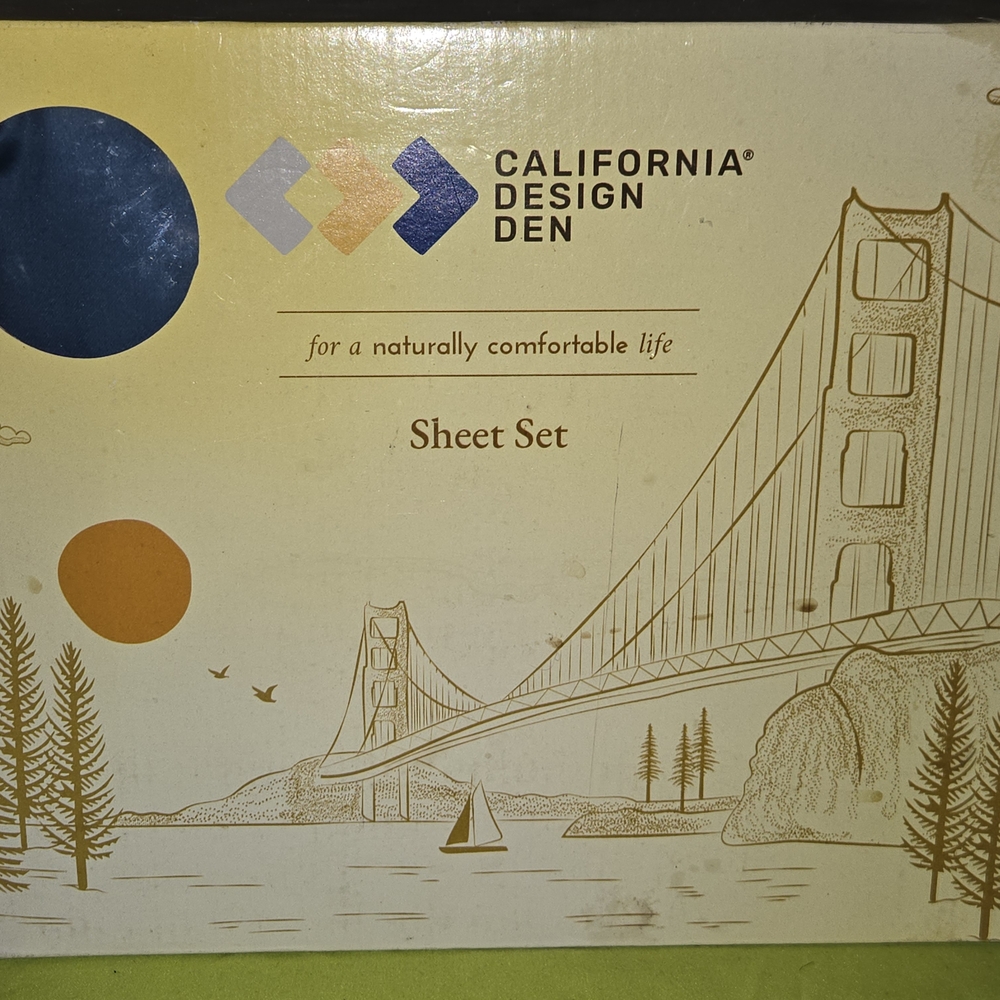 CALIFORNIA®
DESIGN
DEN
for a naturally comfortable life
Sheet Set